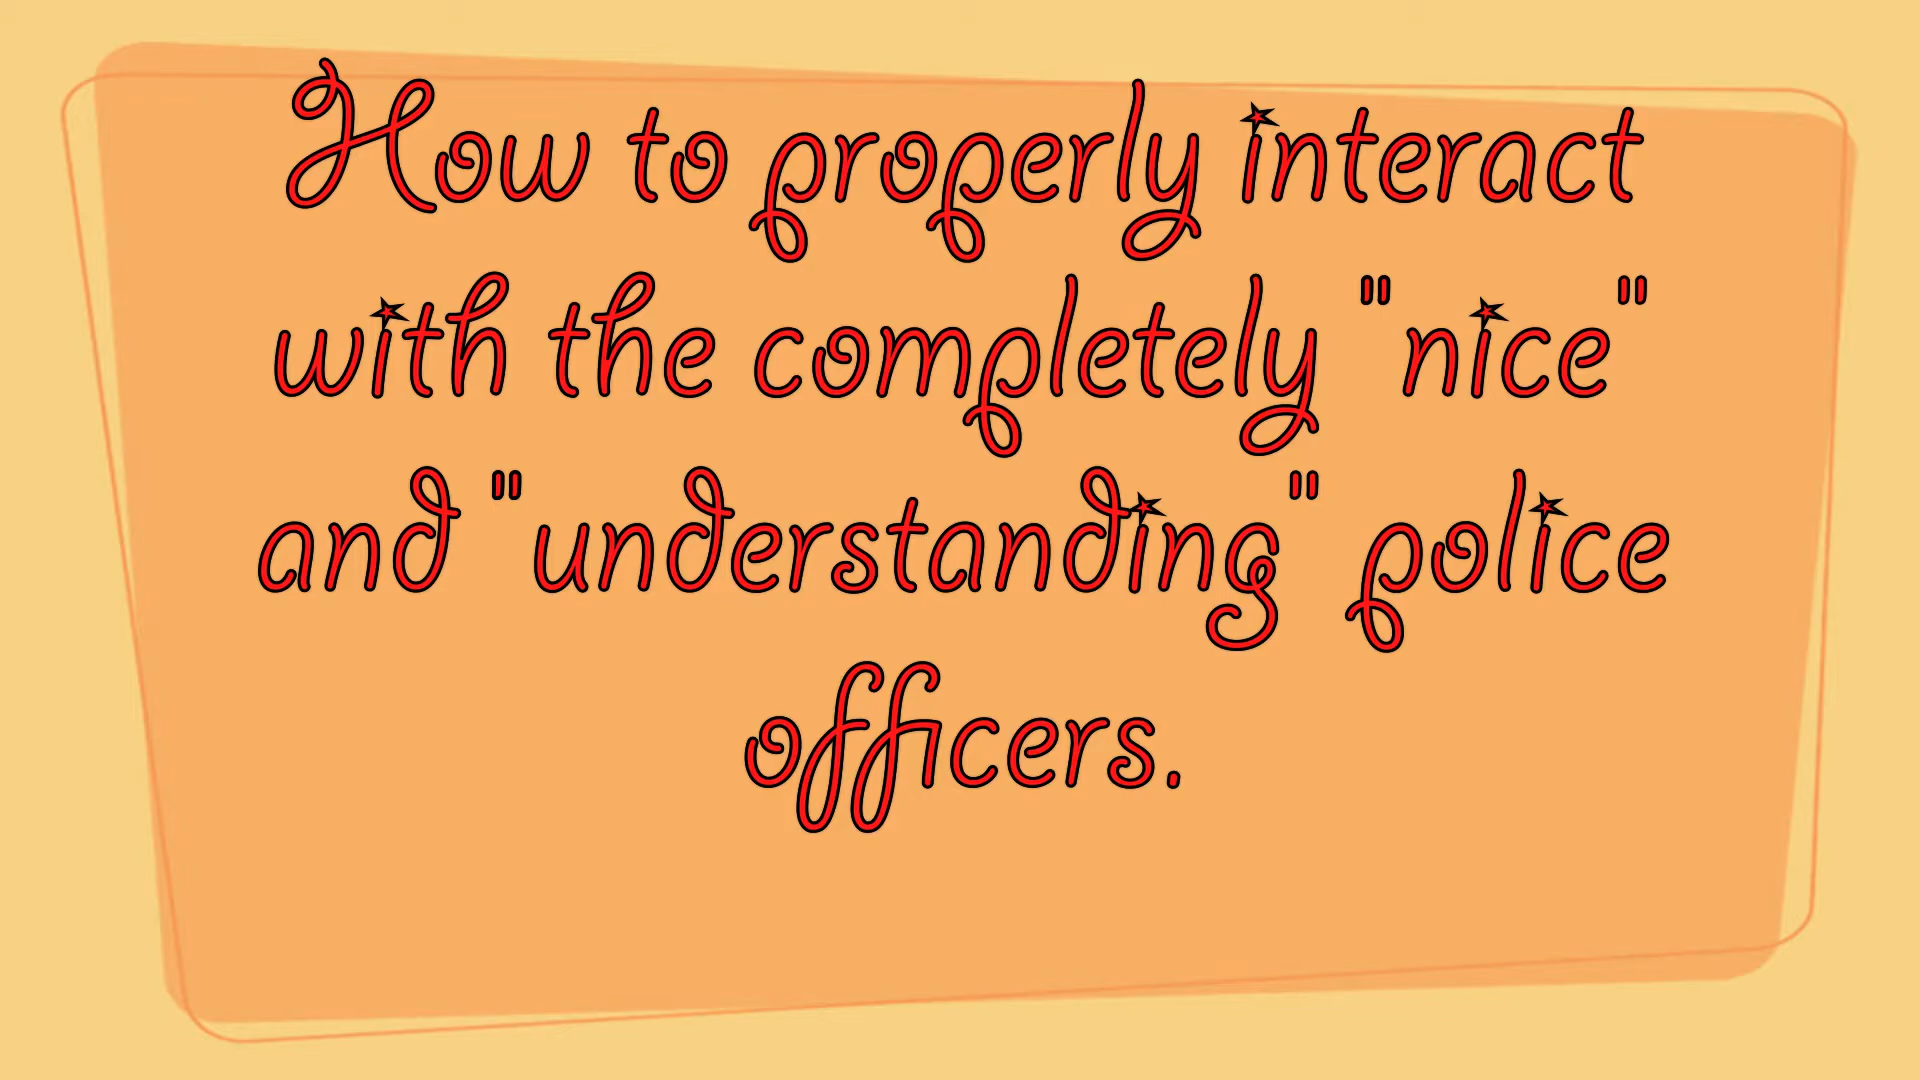 How to properly interact
with the completely "nice"
and "understanding" police
officers.